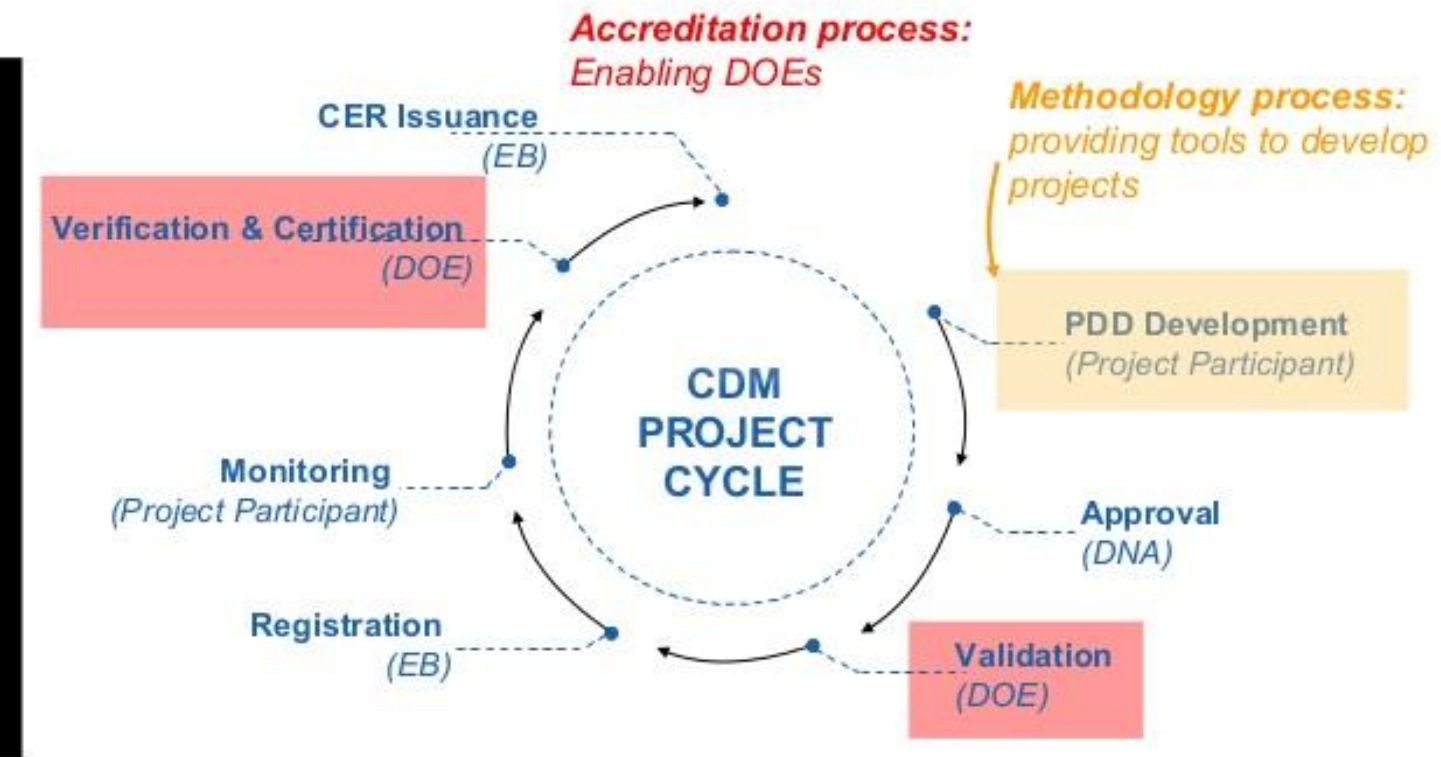 Accreditation process:
Enabling DOEs
Methodology process:
providing tools to develop
projects
CER Issuance
(EB)
Verification & Certification
(DOE)
PDD Development
(Project Participant)
CDM
PROJECT
CYCLE
Monitoring
(Project Participant)
Approval
(DNA)
Registration
(EB)
Validation
(DOE)